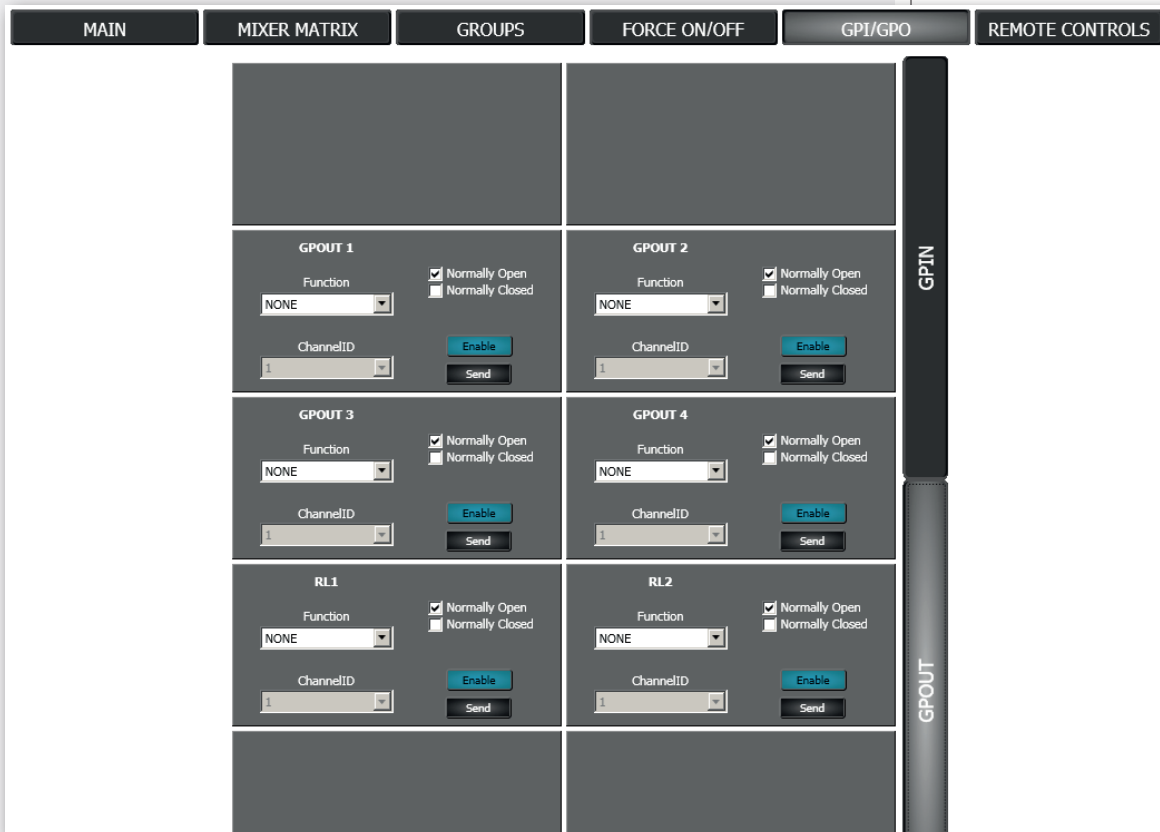 MAIN
MIXER MATRIX
GROUPS
FORCE ON/OFF
GPI/GPO
REMOTE CONTROLS
GPIN
GPOUT 1
Function
NONE
Normally Open
Normally Closed
ChannelID
1
Enable
Send
GPOUT 2
Function
NONE
Normally Open
Normally Closed
ChannelID
1
Enable
Send
GPOUT 3
Function
NONE
Normally Open
Normally Closed
ChannelID
1
Enable
Send
GPOUT 4
Function
NONE
Normally Open
Normally Closed
ChannelID
1
Enable
Send
RL1
Function
NONE
Normally Open
Normally Closed
ChannelID
1
Enable
Send
RL2
Function
NONE
Normally Open
Normally Closed
ChannelID
1
Enable
Send
GPOUT